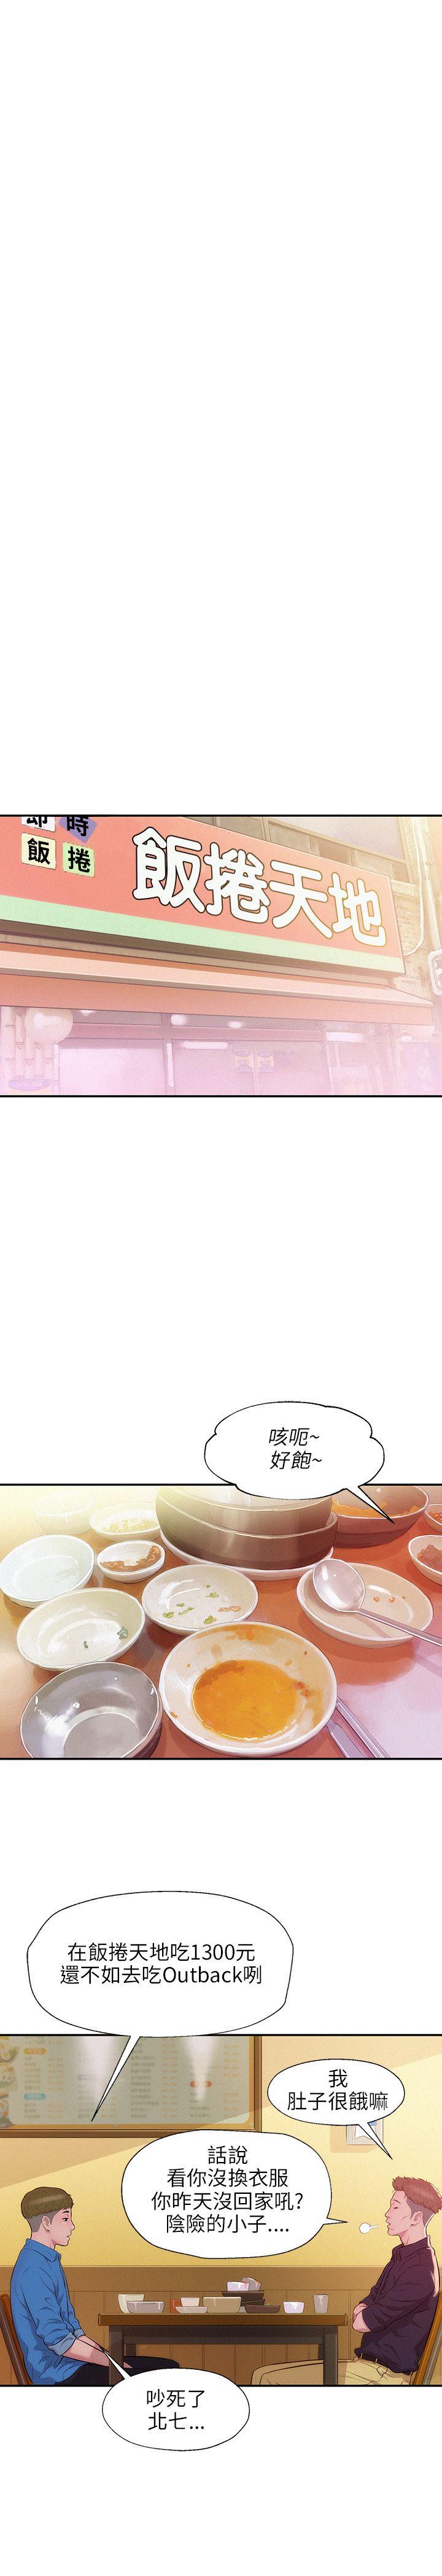 即時
飯捲
飯捲天地
咳呃~
好飽~
在飯捲天地吃1300元
還不如去吃Outback咧
我
肚子很餓嘛
話說
看你沒換衣服
你昨天沒回家吼?
陰險的小子....
吵死了
北七...